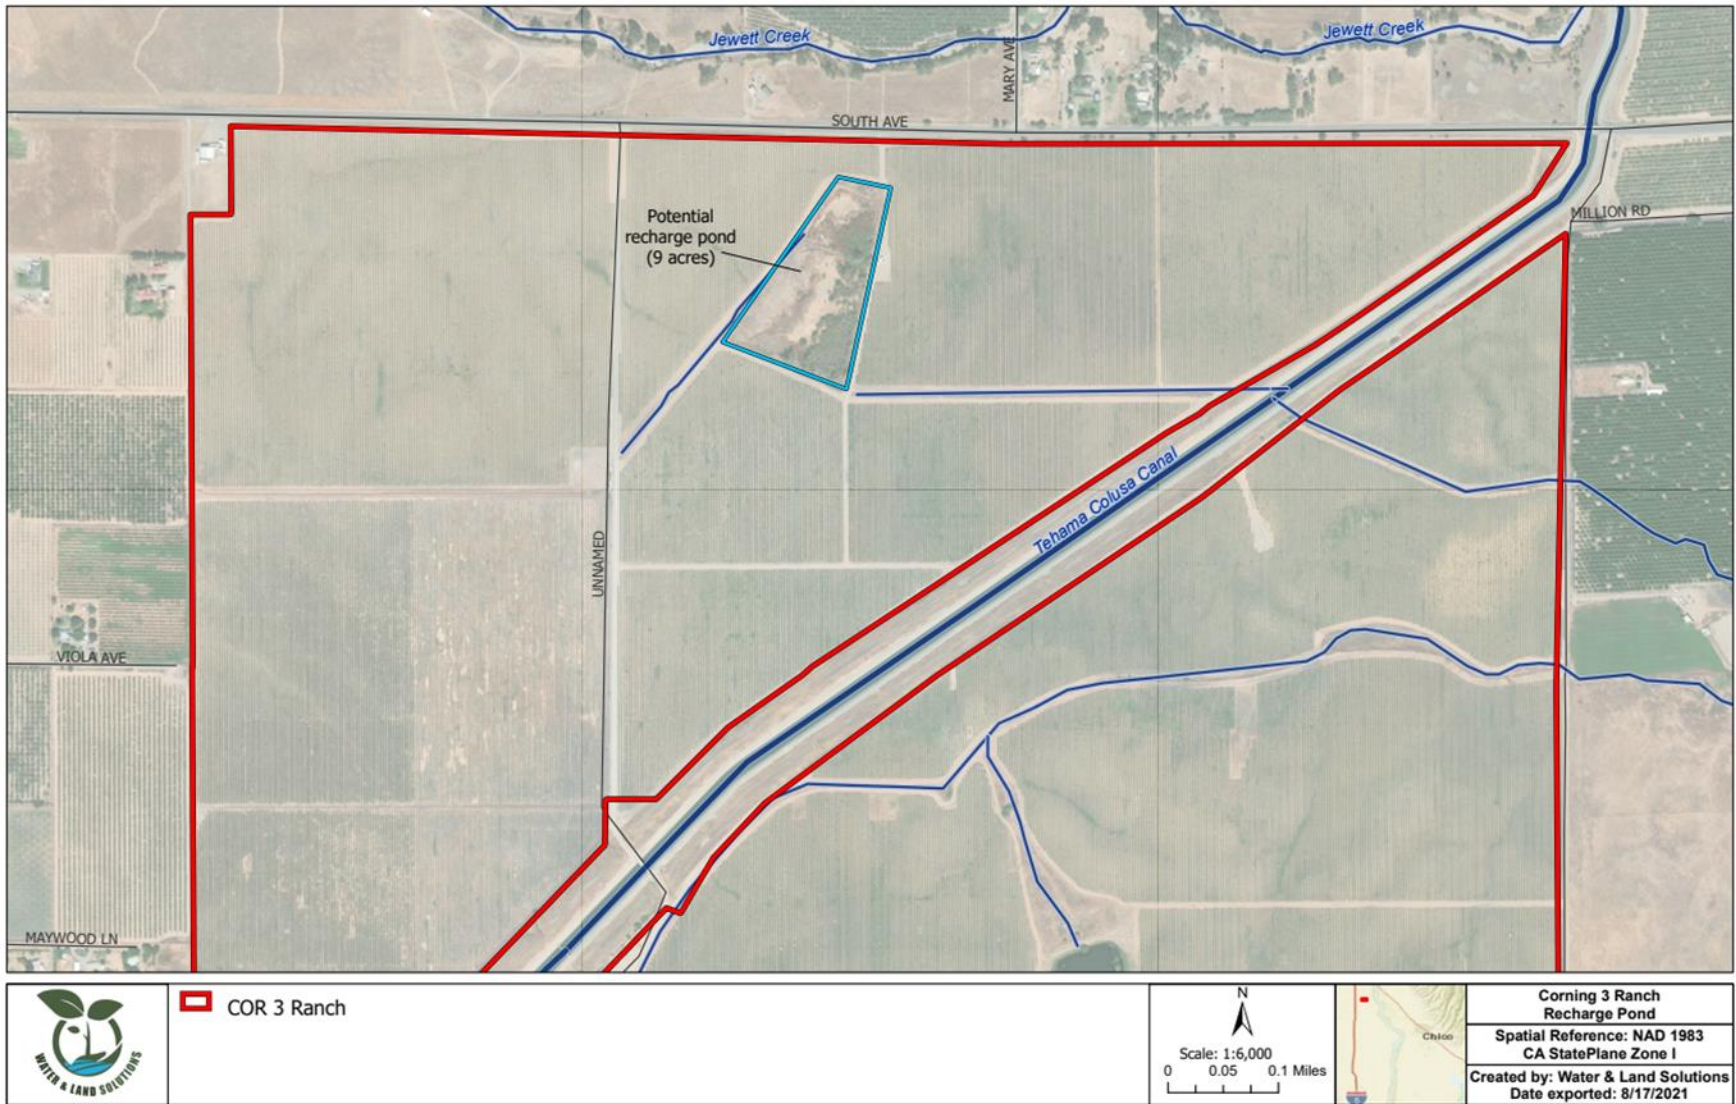 Jewett Creek
Jewett Creek
MARY AVE
SOUTH AVE
MILLION RD
Potential
recharge pond
(9 acres)
Tehama Colusa Canal
UNNAMED
VIOLA AVE
MAYWOOD LN
WATER & LAND SOLUTIONS
COR 3 Ranch
N
Scale: 1:6,000
0 0.05 0.1 Miles
Chico
Corning 3 Ranch
Recharge Pond
Spatial Reference: NAD 1983
CA StatePlane Zone I
Created by: Water & Land Solutions
Date exported: 8/17/2021